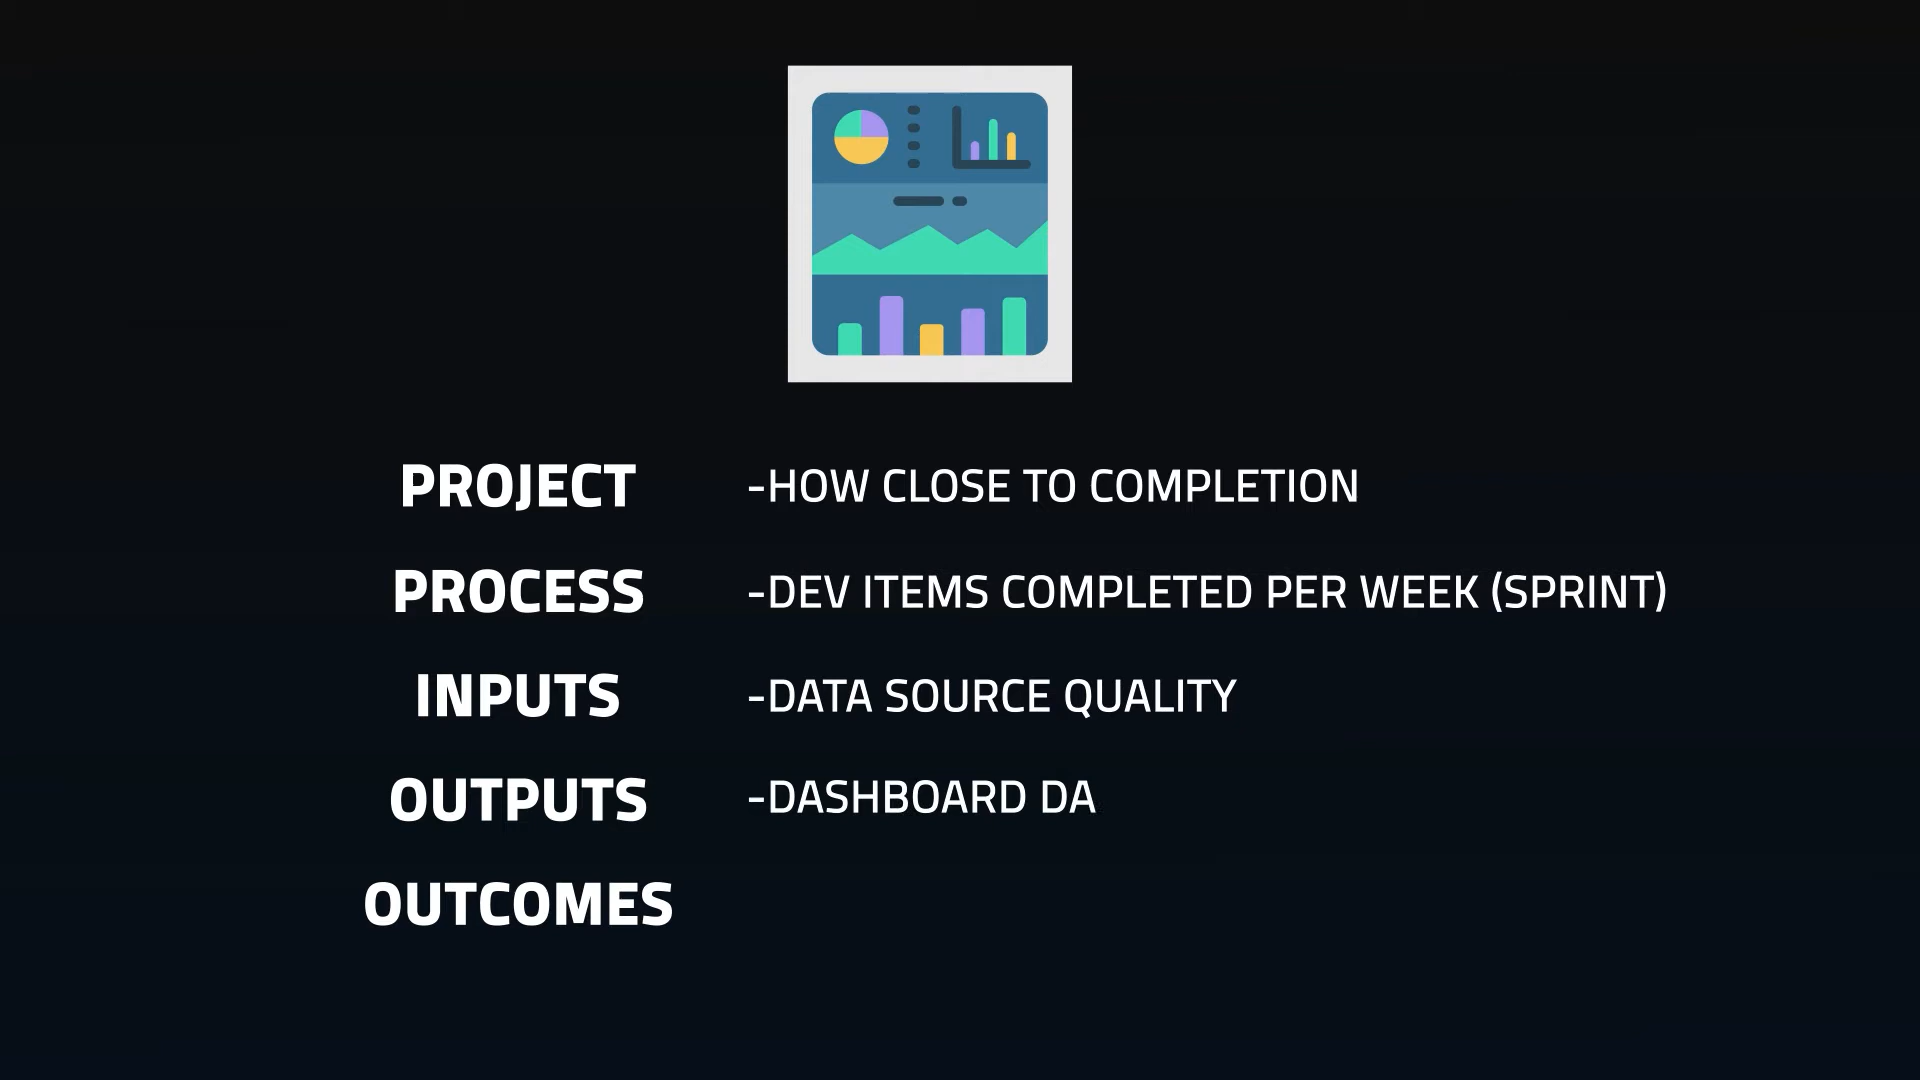 PROJECT -HOW CLOSE TO COMPLETION
PROCESS -DEV ITEMS COMPLETED PER WEEK (SPRINT)
INPUTS -DATA SOURCE QUALITY
OUTPUTS -DASHBOARD DA
OUTCOMES